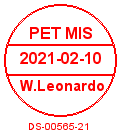 PET MIS
2021-02-10
W.Leonardo
DS-00565-21